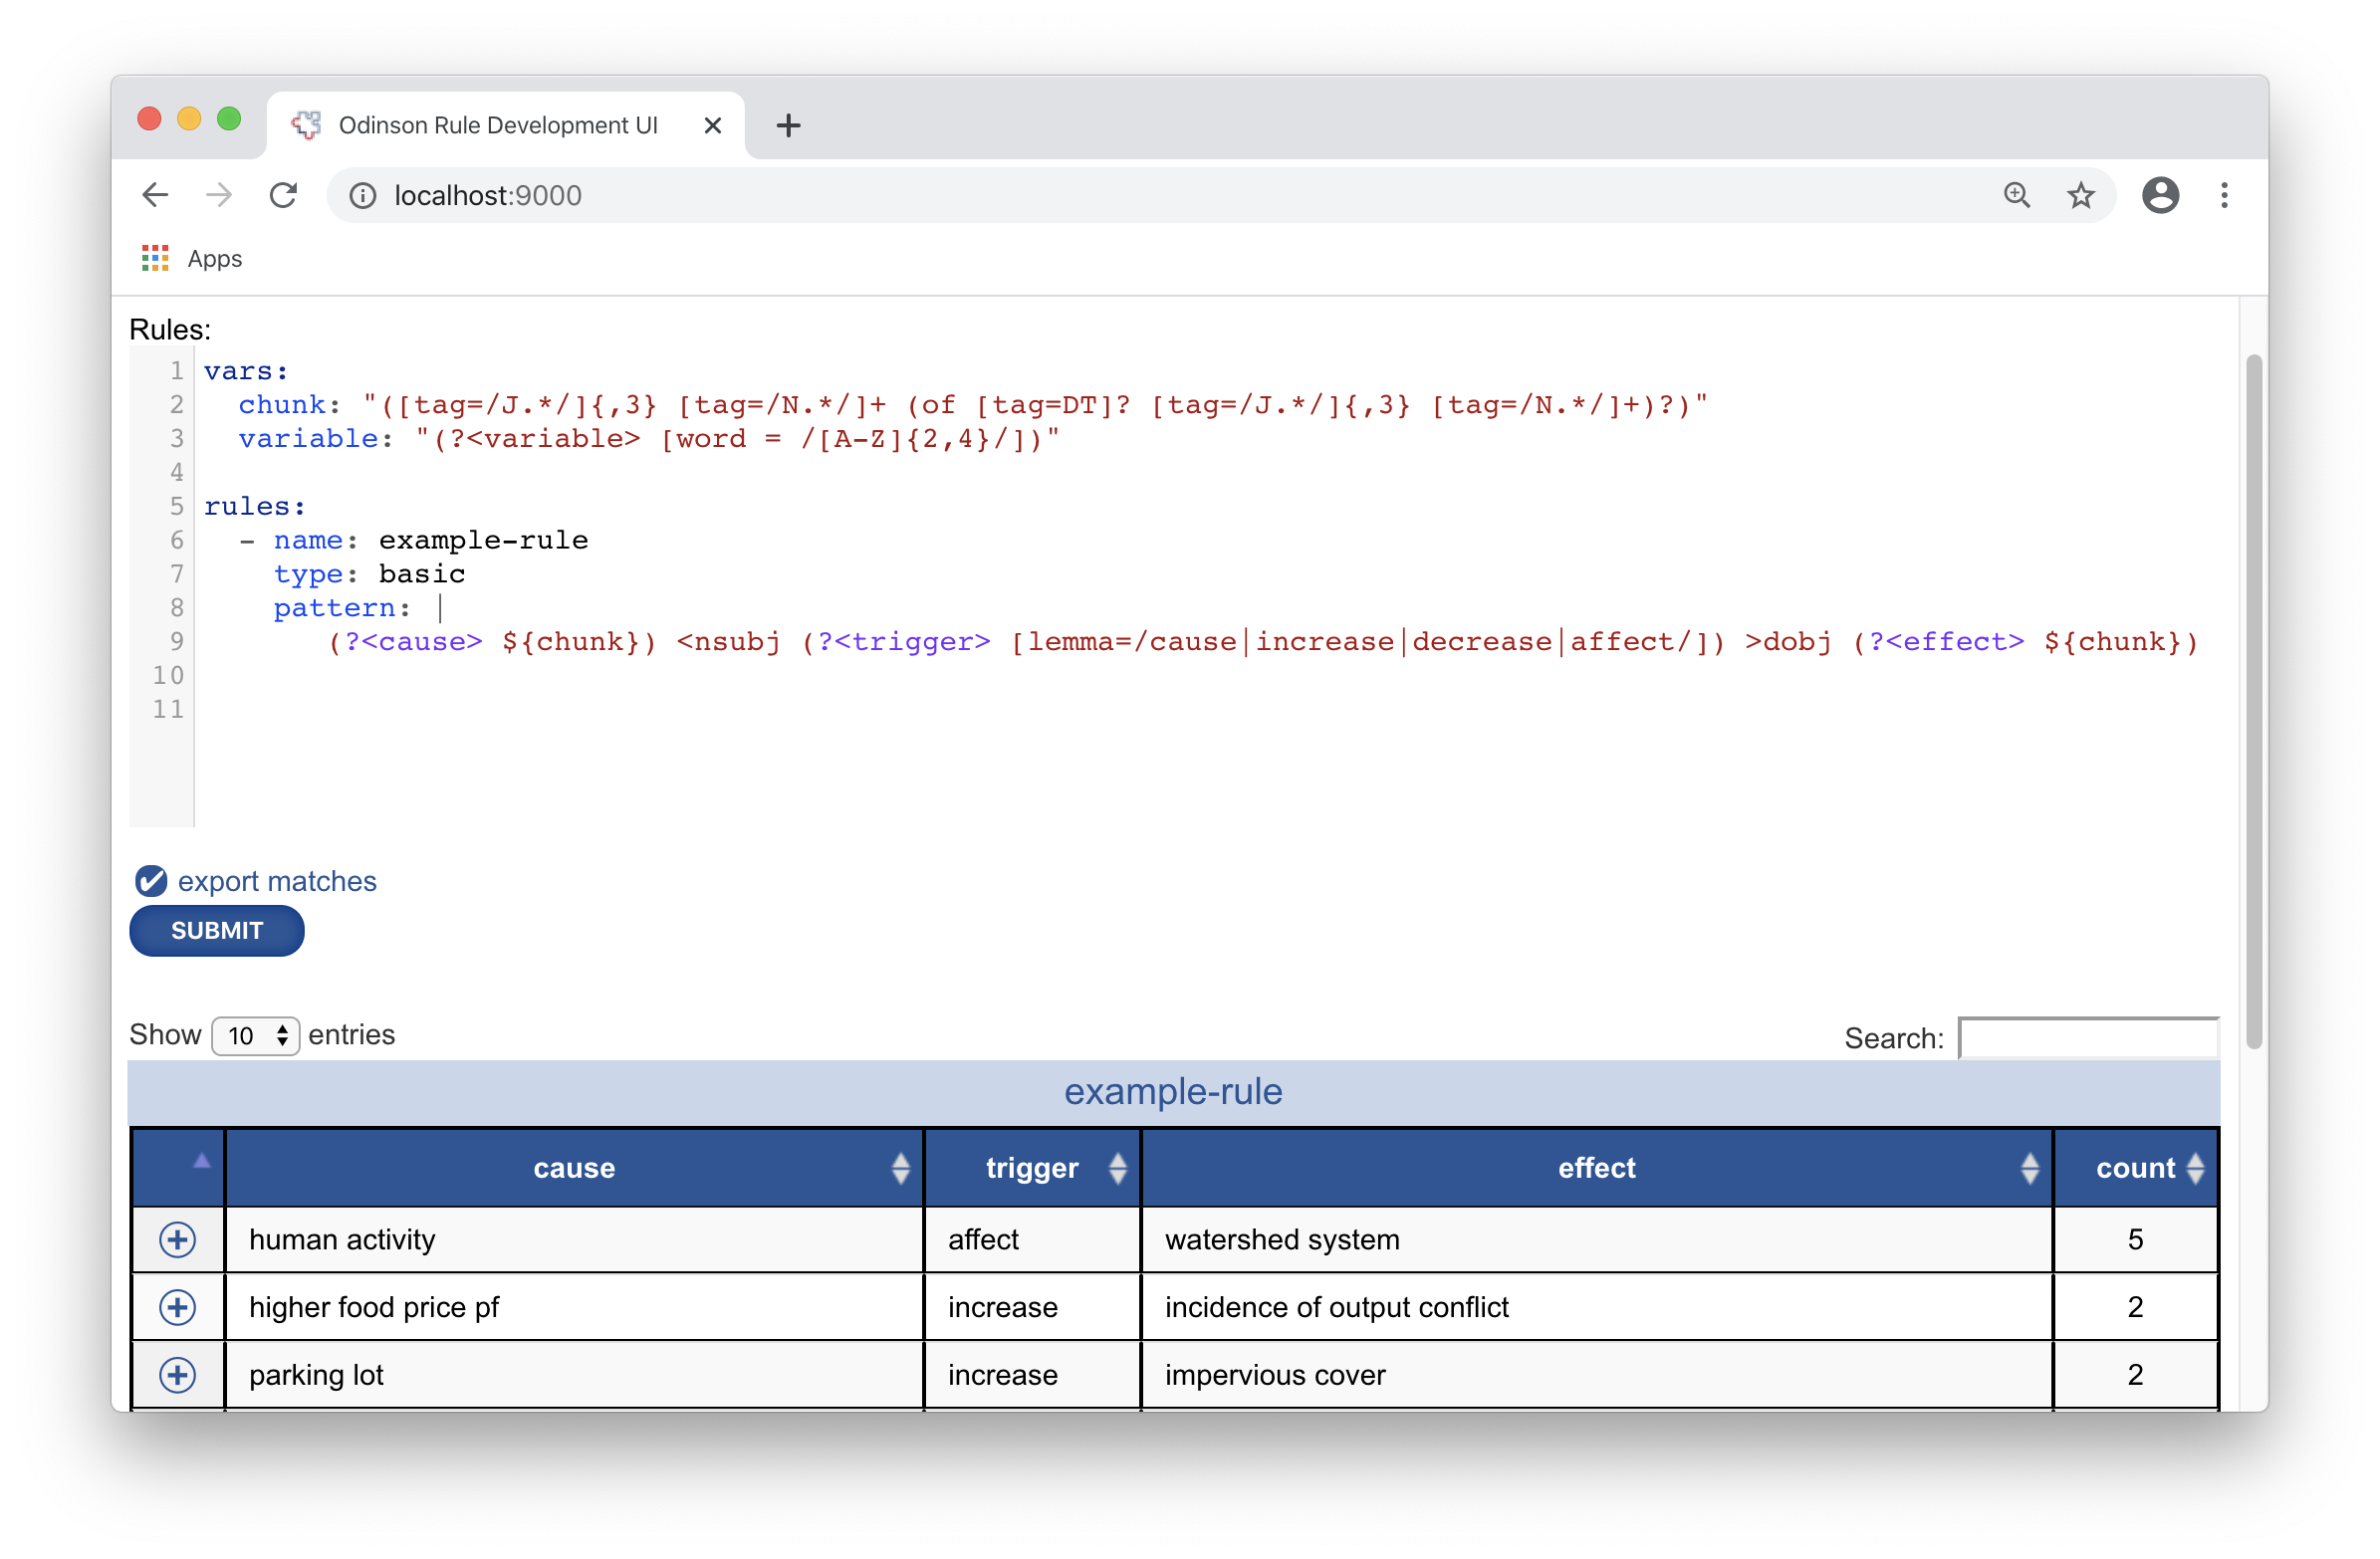 Odinson Rule Development UI
localhost:9000
Apps
Rules:
1 vars:
2 chunk: "([tag=/J.*/]{,3} [tag=/N.*/]+ (of [tag=DT]? [tag=/J.*/]{,3} [tag=/N.*/]+)?)"
3 variable: "(?<variable> [word = /[A-Z]{2,4}/])"
4
5 rules:
6 - name: example-rule
7 type: basic
8 pattern: |
9 (?<cause> ${chunk}) <nsubj (?<trigger> [lemma=/cause|increase|decrease|affect/]) >dobj (?<effect> ${chunk})
10
11
export matches
SUBMIT
Show 10 entries Search:
example-rule
cause trigger effect count
human activity affect watershed system 5
higher food price pf increase incidence of output conflict 2
parking lot increase impervious cover 2